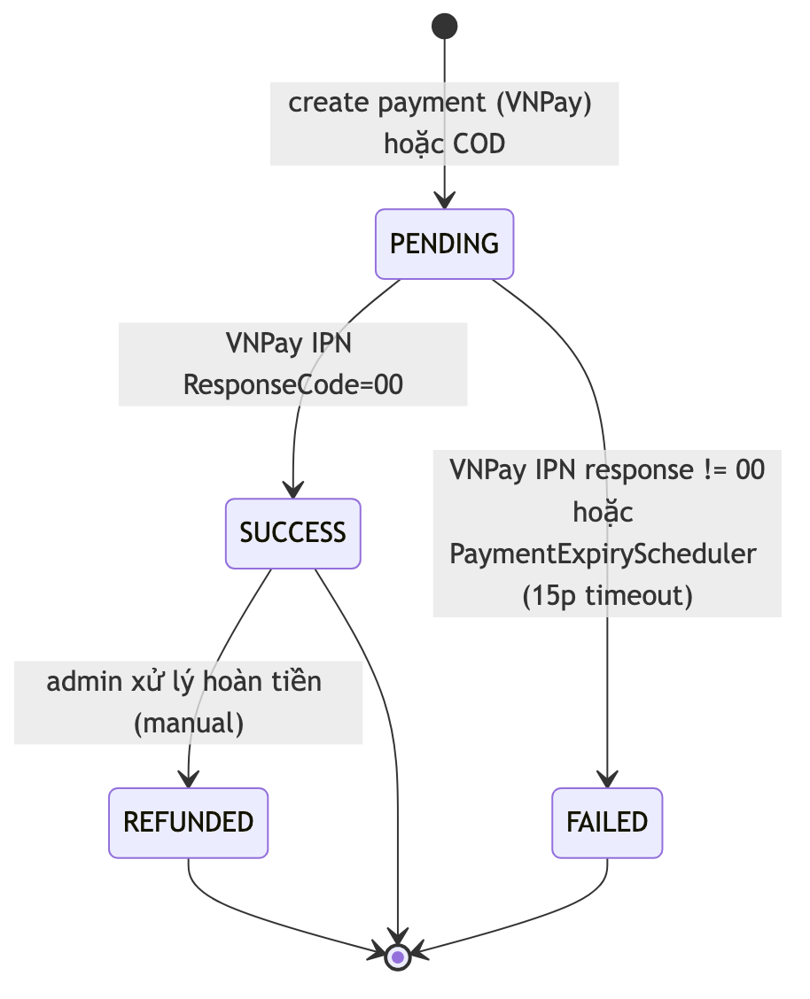 create payment (VNPay)
hoặc COD
PENDING
VNPay IPN
ResponseCode=00
VNPay IPN response != 00
hoặc
PaymentExpiryScheduler
(15p timeout)
SUCCESS
admin xử lý hoàn tiền
(manual)
REFUNDED
FAILED